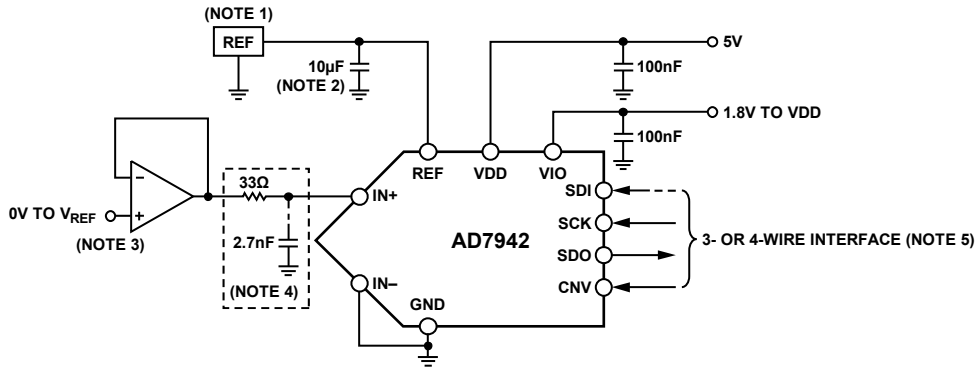 (NOTE 1)
REF
10µF
(NOTE 2)
5V
100nF
1.8V TO VDD
100nF
REF
VDD
VIO
33Ω
IN+
SDI
0V TO VREF
(NOTE 3)
SCK
AD7942
3- OR 4-WIRE INTERFACE (NOTE 5)
2.7nF
SDO
(NOTE 4)
IN–
CNV
GND